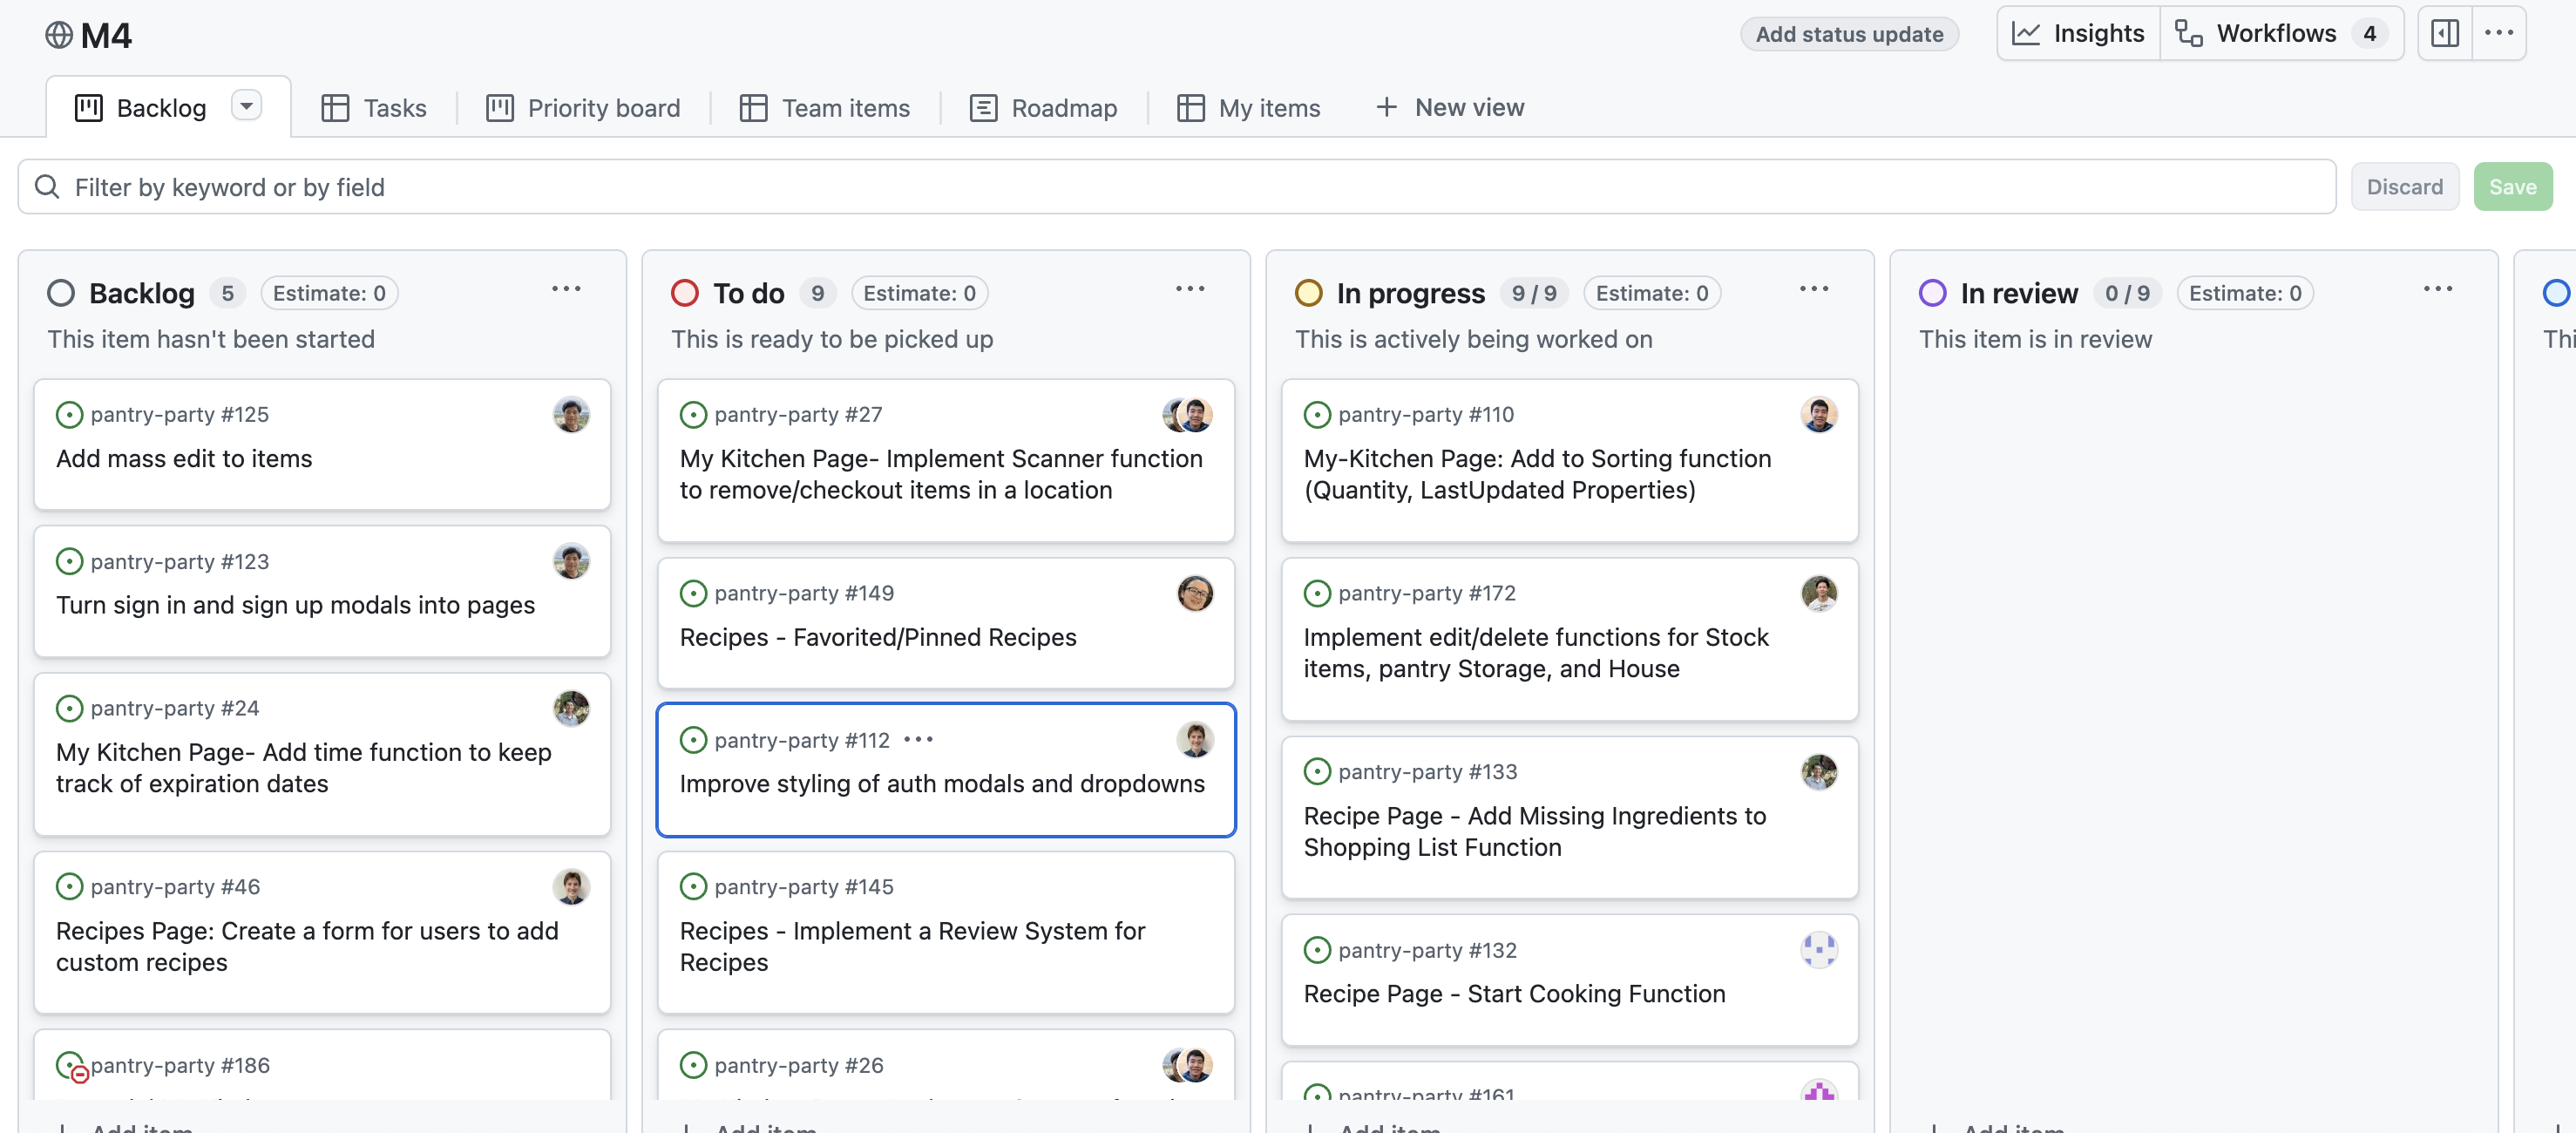 M4
Add status update
Insights
Workflows 4
Backlog
Tasks
Priority board
Team items
Roadmap
My items
New view
Filter by keyword or by field
Discard
Save
Backlog 5 Estimate: 0
This item hasn't been started
pantry-party #125
Add mass edit to items
pantry-party #123
Turn sign in and sign up modals into pages
pantry-party #24
My Kitchen Page- Add time function to keep
track of expiration dates
pantry-party #46
Recipes Page: Create a form for users to add
custom recipes
pantry-party #186
Add item
To do 9 Estimate: 0
This is ready to be picked up
pantry-party #27
My Kitchen Page- Implement Scanner function
to remove/checkout items in a location
pantry-party #149
Recipes - Favorited/Pinned Recipes
pantry-party #112
Improve styling of auth modals and dropdowns
pantry-party #145
Recipes - Implement a Review System for
Recipes
pantry-party #26
Add item
In progress 9 / 9 Estimate: 0
This is actively being worked on
pantry-party #110
My-Kitchen Page: Add to Sorting function
(Quantity, LastUpdated Properties)
pantry-party #172
Implement edit/delete functions for Stock
items, pantry Storage, and House
pantry-party #133
Recipe Page - Add Missing Ingredients to
Shopping List Function
pantry-party #132
Recipe Page - Start Cooking Function
pantry-party #161
Add item
In review 0 / 9 Estimate: 0
This item is in review
Add item
Thi